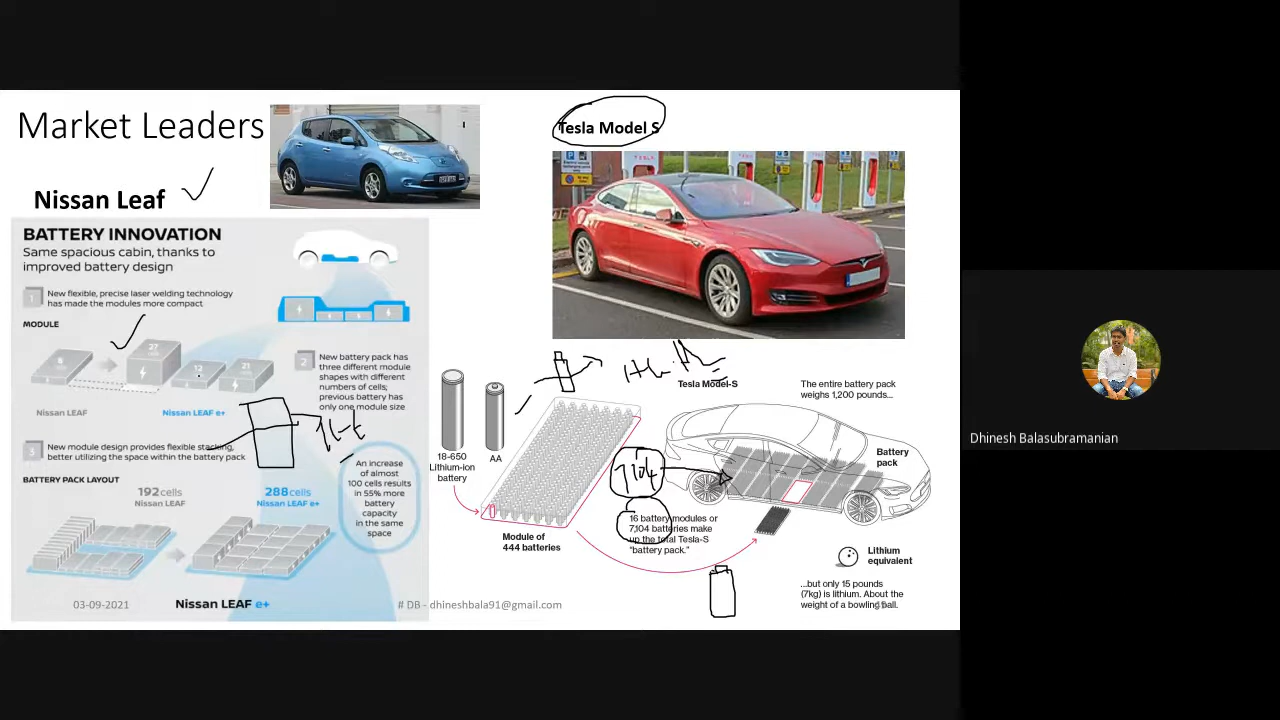 Market Leaders
Nissan Leaf
BATTERY INNOVATION
Same spacious cabin, thanks to
improved battery design
1
New flexible, precise laser welding technology
has made the modules more compact
MODULE
8
27
12
21
Nissan LEAF
Nissan LEAF e+
2
New battery pack has
three different module
shapes with different
numbers of cells;
previous battery has
only one module size
3
New module design provides flexible stacking,
better utilizing the space within the battery pack
BATTERY PACK LAYOUT
192 cells
Nissan LEAF
288 cells
Nissan LEAF e+
An increase
of almost
100 cells results
in 55% more
battery
capacity
in the same
space
03-09-2021
Nissan LEAF e+
# DB - dhineshbala91@gmail.com
Tesla Model S
TESLA
18-650
Lithium-ion
battery
AA
Module of
444 batteries
Tesla Model-S
The entire battery pack
weighs 1,200 pounds...
Battery
pack
7104
16 battery modules or
7,104 batteries make
up the total Tesla-S
"battery pack."
Lithium
equivalent
...but only 15 pounds
(7kg) is lithium. About the
weight of a bowling ball.
Dhinesh Balasubramanian